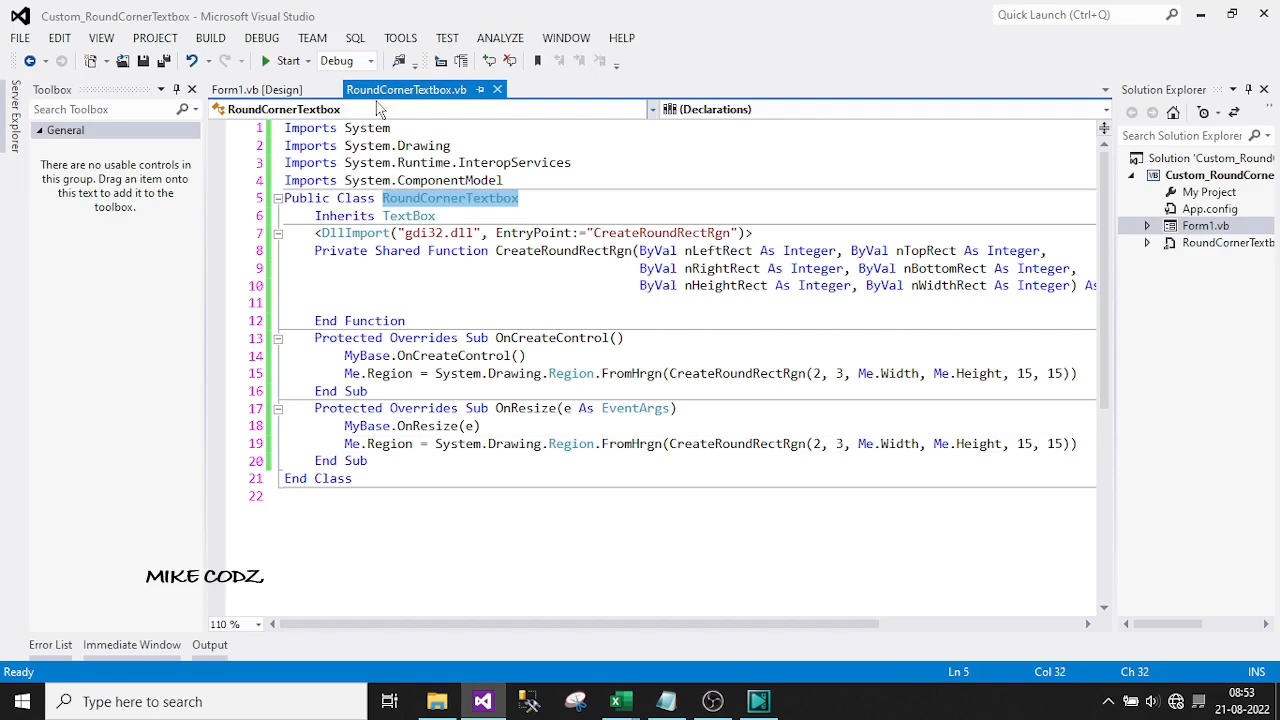 Custom_RoundCornerTextbox - Microsoft Visual Studio
Quick Launch (Ctrl+Q)
FILE EDIT VIEW PROJECT BUILD DEBUG TEAM SQL TOOLS TEST ANALYZE WINDOW HELP
Start Debug
Server Explorer
Toolbox
Search Toolbox
General
There are no usable controls in
this group. Drag an item onto
this text to add it to the
toolbox.
Form1.vb [Design] RoundCornerTextbox.vb
RoundCornerTextbox (Declarations)
1 Imports System
2 Imports System.Drawing
3 Imports System.Runtime.InteropServices
4 Imports System.ComponentModel
5 Public Class RoundCornerTextbox
6 Inherits TextBox
7 <DllImport("gdi32.dll", EntryPoint:="CreateRoundRectRgn")>
8 Private Shared Function CreateRoundRectRgn(ByVal nLeftRect As Integer, ByVal nTopRect As Integer,
9 ByVal nRightRect As Integer, ByVal nBottomRect As Integer,
10 ByVal nHeightRect As Integer, ByVal nWidthRect As Integer) As
11
12 End Function
13 Protected Overrides Sub OnCreateControl()
14 MyBase.OnCreateControl()
15 Me.Region = System.Drawing.Region.FromHrgn(CreateRoundRectRgn(2, 3, Me.Width, Me.Height, 15, 15))
16 End Sub
17 Protected Overrides Sub OnResize(e As EventArgs)
18 MyBase.OnResize(e)
19 Me.Region = System.Drawing.Region.FromHrgn(CreateRoundRectRgn(2, 3, Me.Width, Me.Height, 15, 15))
20 End Sub
21 End Class
22
MIKE CODZ,
110 %
Solution Explorer
Search Solution Explorer
Solution 'Custom_Round
Custom_RoundCorne
My Project
App.config
Form1.vb
RoundCornerTextb
Error List Immediate Window Output
Ready Ln 5 Col 32 Ch 32 INS
Type here to search
08:53
21-08-2022